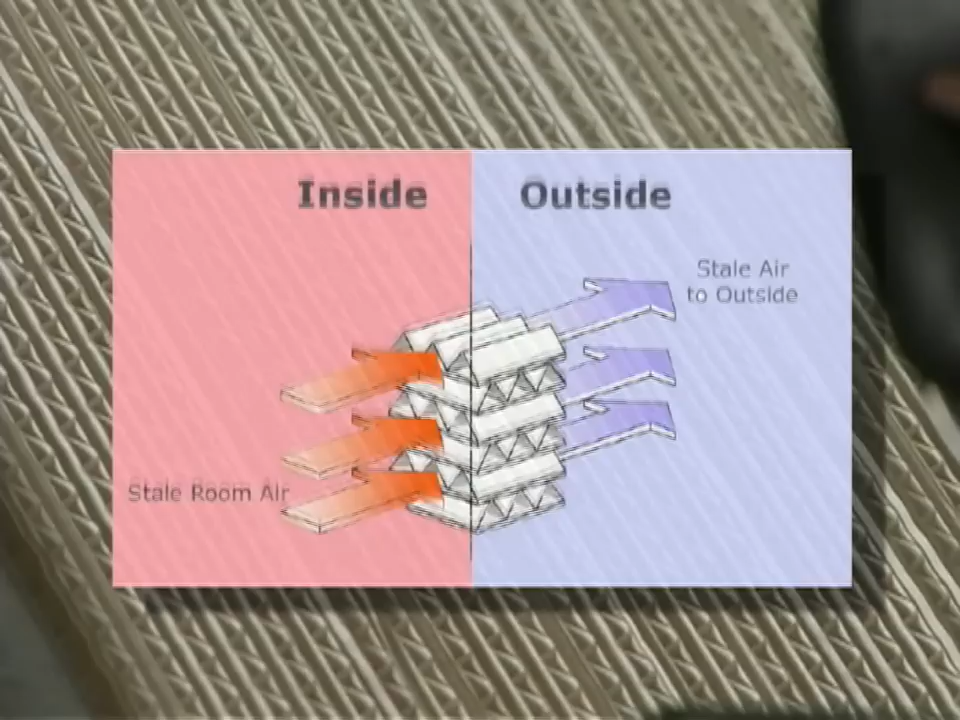 Inside
Outside
Stale Air
to Outside
Stale Room Air